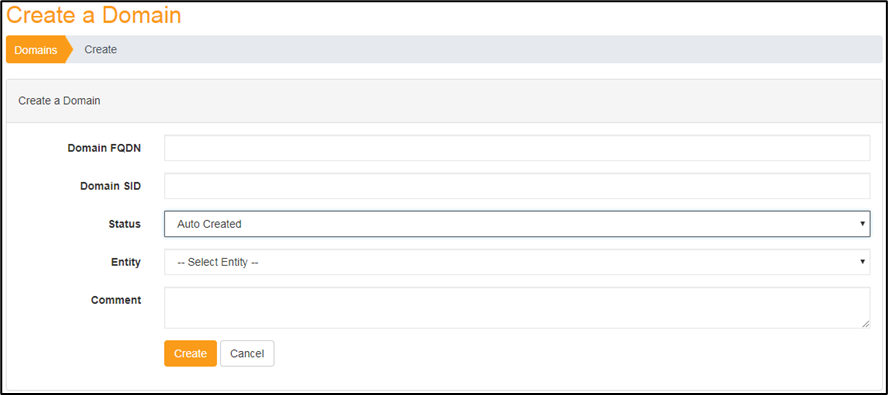 Create a Domain
Domains Create
Create a Domain
Domain FQDN
Domain SID
Status Auto Created
Entity -- Select Entity --
Comment
Create Cancel